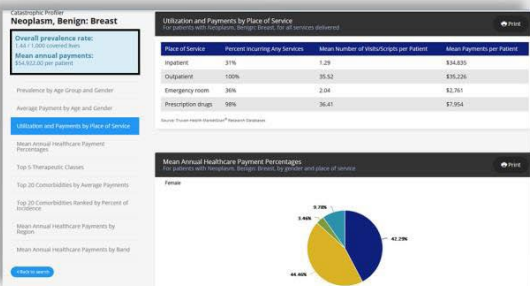 Catastrophic Profiler
Neoplasm, Benign: Breast
Overall prevalence rate:
1.44 / 1,000 covered lives
Mean annual payments:
$54,922.00 per patient
Prevalence by Age Group and Gender
Average Payment by Age and Gender
Utilization and Payments by Place of Service
Mean Annual Healthcare Payment
Percentages
Top 5 Therapeutic Classes
Top 20 Comorbidities by Average Payments
Top 20 Comorbidities Ranked by Percent of
Incidence
Mean Annual Healthcare Payments by
Region
Mean Annual Healthcare Payments by Band
Back to search
Utilization and Payments by Place of Service
For patients with Neoplasm, Benign: Breast, for all services delivered
Print
Place of Service Percent Incurring Any Services Mean Number of Visits/Scripts per Patient Mean Payments per Patient
Inpatient 31% 1.29 $34,835
Outpatient 100% 35.52 $35,226
Emergency room 36% 2.04 $2,761
Prescription drugs 99% 36.41 $7,954
Source: Truven Health MarketScan® Research Databases
Mean Annual Healthcare Payment Percentages
For patients with Neoplasm, Benign: Breast, by gender and place of service
Print
Female
9.78%
3.46%
42.29%
44.46%